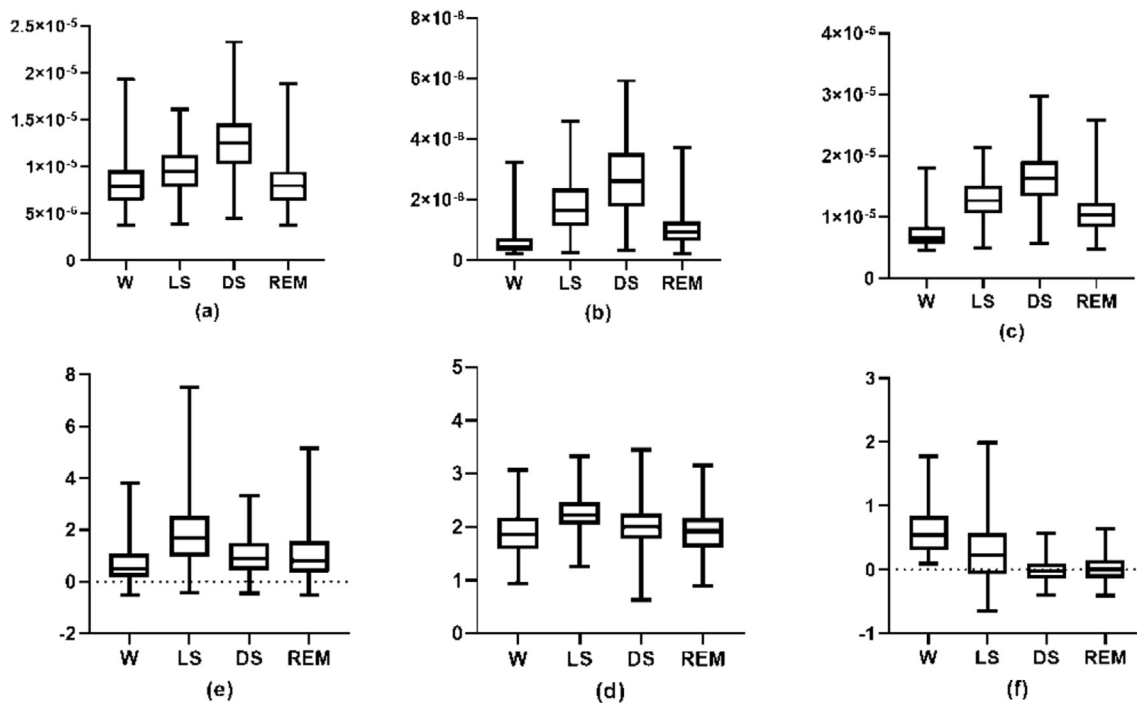 2.5×10⁻⁵
2×10⁻⁵
1.5×10⁻⁵
1×10⁻⁵
5×10⁻⁶
0
W LS DS REM
(a)
8×10⁻⁸
6×10⁻⁸
4×10⁻⁸
2×10⁻⁸
0
W LS DS REM
(b)
4×10⁻⁵
3×10⁻⁵
2×10⁻⁵
1×10⁻⁵
0
W LS DS REM
(c)
8
6
4
2
0
-2
W LS DS REM
(e)
5
4
3
2
1
0
W LS DS REM
(d)
3
2
1
0
-1
W LS DS REM
(f)